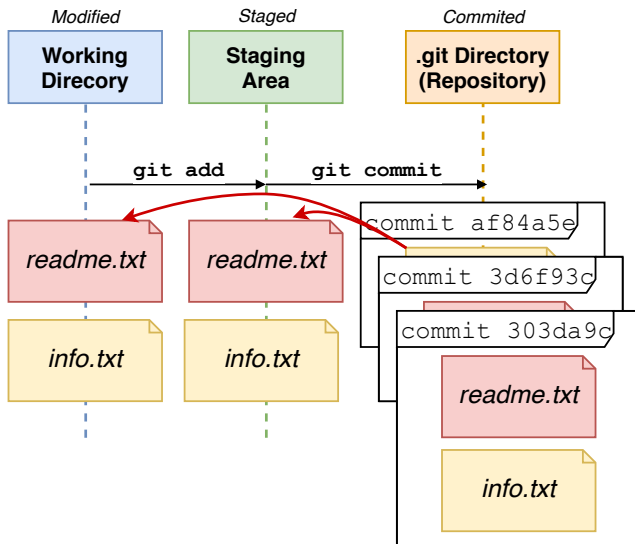 Modified
Staged
Commited
Working
Direcory
Staging
Area
.git Directory
(Repository)
git add
git commit
commit af84a5e
readme.txt
readme.txt
commit 3d6f93c
commit 303da9c
info.txt
info.txt
readme.txt
info.txt